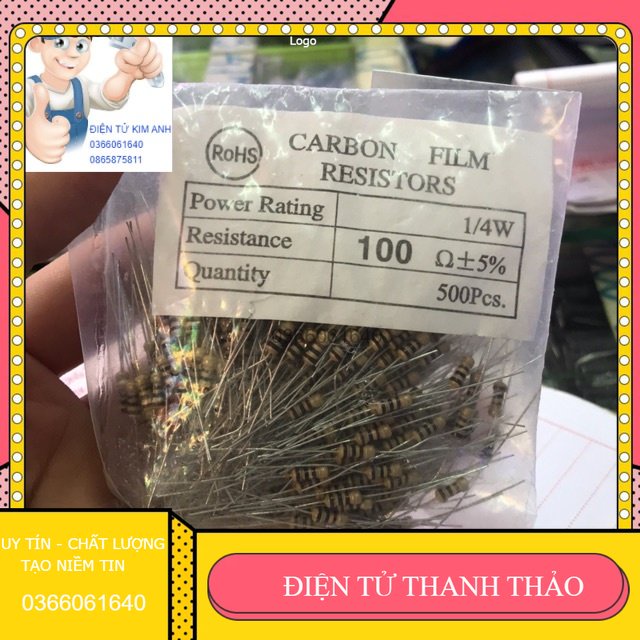 Logo
ĐIỆN TỬ KIM ANH
0366061640
0865875811
RoHS
CARBON FILM
RESISTORS
Power Rating 1/4W
Resistance 100 Ω±5%
Quantity 500Pcs.
UY TÍN - CHẤT LƯỢNG
TẠO NIỀM TIN
0366061640
ĐIỆN TỬ THANH THẢO